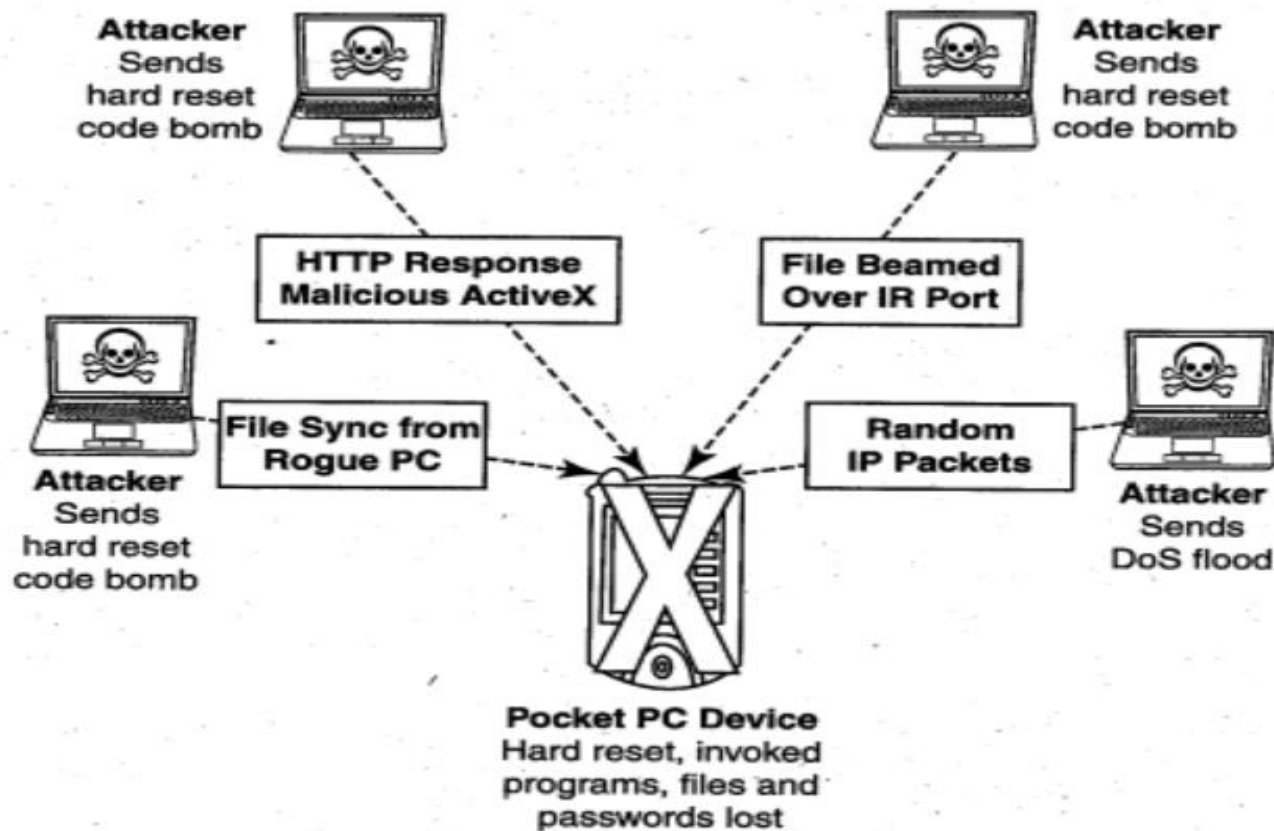 Attacker
Sends
hard reset
code bomb
Attacker
Sends
hard reset
code bomb
HTTP Response
Malicious ActiveX
File Beamed
Over IR Port
File Sync from
Rogue PC
Random
IP Packets
Attacker
Sends
hard reset
code bomb
Attacker
Sends
DoS flood
Pocket PC Device
Hard reset, invoked
programs, files and
passwords lost